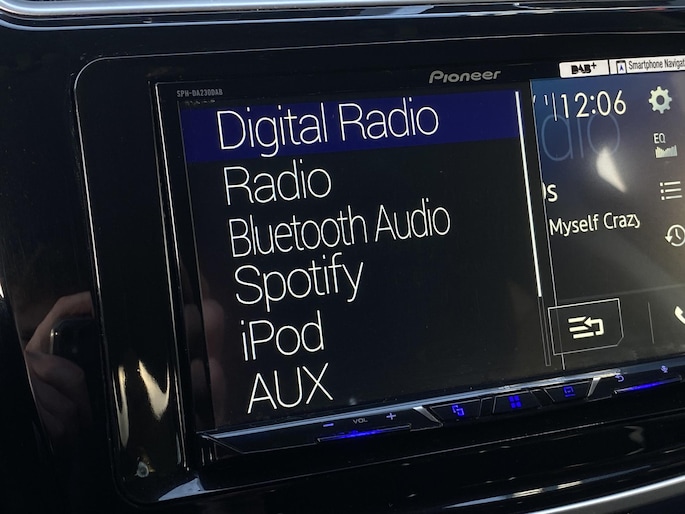 Pioneer
DAB+
Smartphone Navigat
SPH-DA230DAB
Digital Radio
Radio
Bluetooth Audio
Spotify
iPod
AUX
12:06
EQ
Myself Crazy
VOL